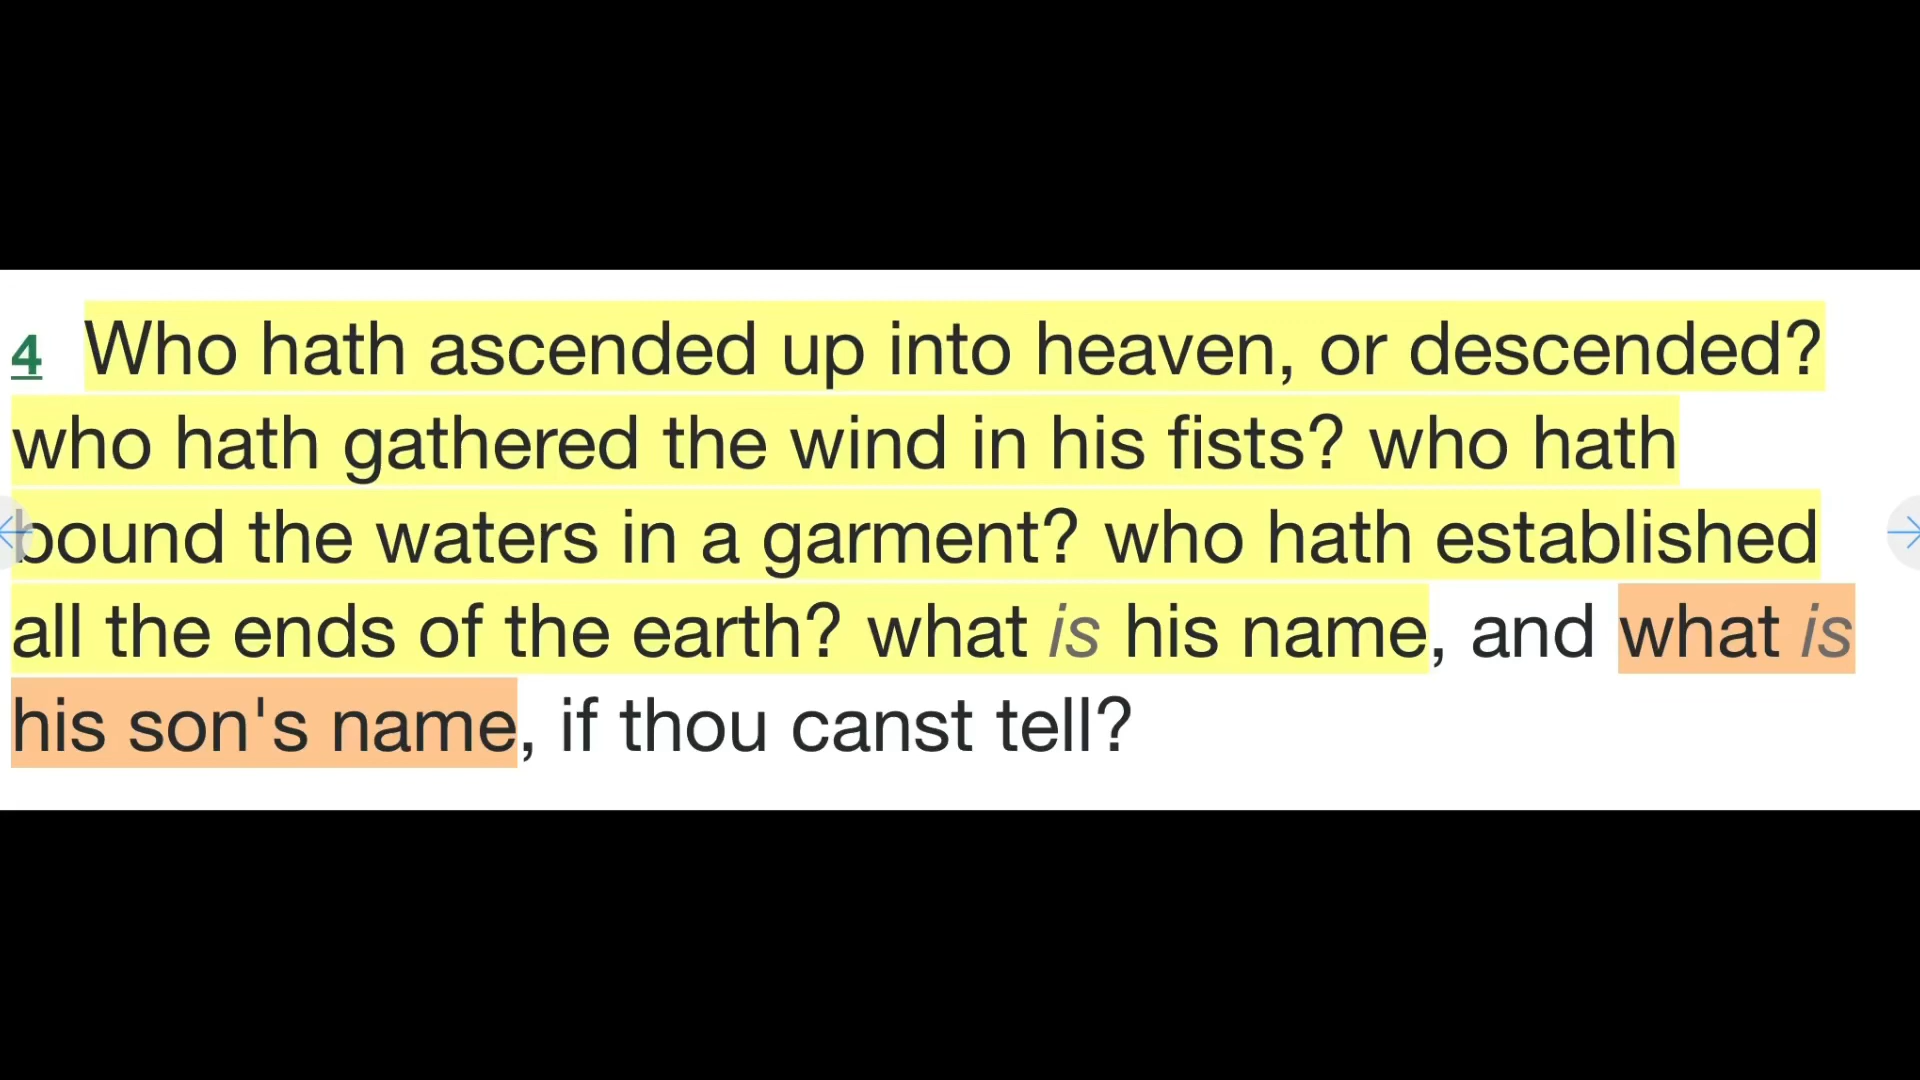 4 Who hath ascended up into heaven, or descended?
who hath gathered the wind in his fists? who hath
bound the waters in a garment? who hath established
all the ends of the earth? what is his name, and what is
his son's name, if thou canst tell?